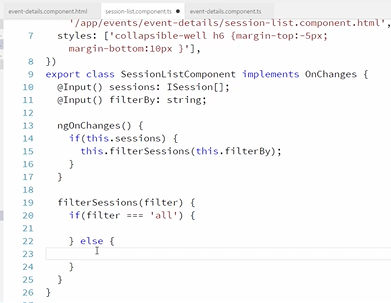 event-details.component.html session-list.component.ts event-details.component.ts
'/app/events/event-details/session-list.component.html',
7 styles: ['collapsible-well h6 {margin-top:-5px;
margin-bottom:10px }'],
8 })
9 export class SessionListComponent implements OnChanges {
10 @Input() sessions: ISession[];
11 @Input() filterBy: string;
12
13 ngOnChanges() {
14 if(this.sessions) {
15 this.filterSessions(this.filterBy);
16 }
17 }
18
19 filterSessions(filter) {
20 if(filter === 'all') {
21
22 } else {
23
24 }
25 }
26 }